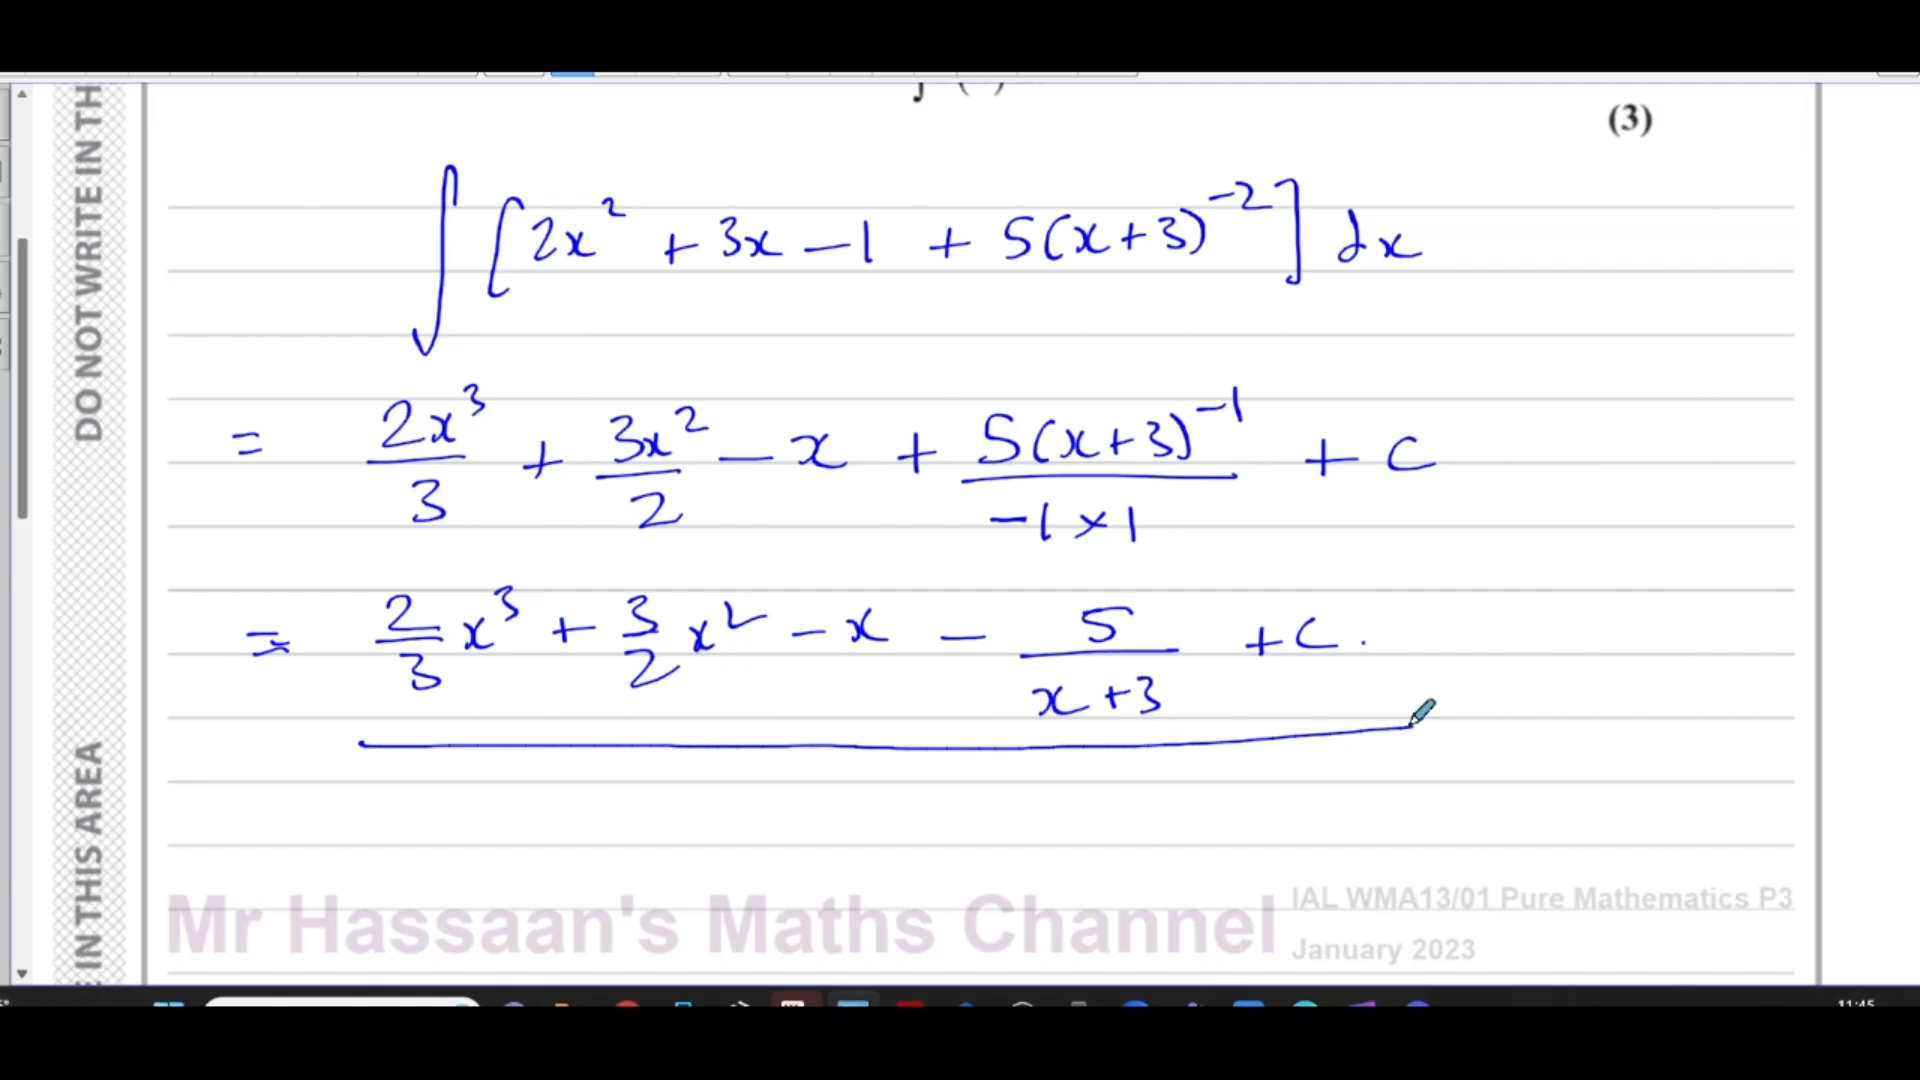 (3)
∫ [2x² + 3x − 1 + 5(x+3)⁻²] dx
= 2x³/3 + 3x²/2 − x + 5(x+3)⁻¹/(−1×1) + c
= 2/3 x³ + 3/2 x² − x − 5/(x+3) + c.
DO NOT WRITE IN TH
IN THIS AREA
Mr Hassaan's Maths Channel
IAL WMA13/01 Pure Mathematics P3
January 2023